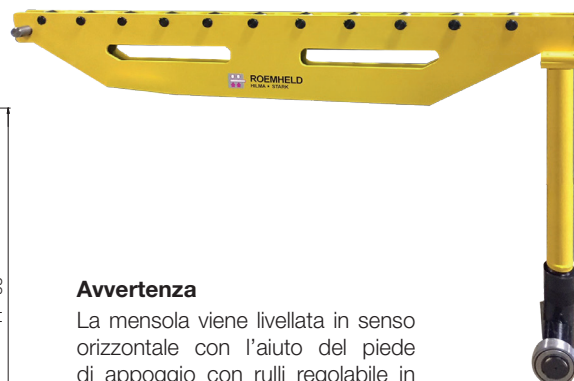 ROEMHELD
HILMA • STARK
Avvertenza
La mensola viene livellata in senso
orizzontale con l'aiuto del piede
di appoggio con rulli regolabile in